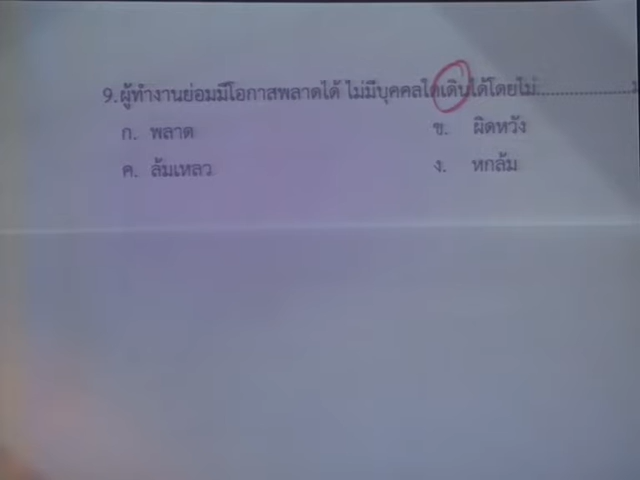 9.ผู้ทำงานย่อมมีโอกาสพลาดได้ ไม่มีบุคคลใดเดินได้โดยไม่..................
ก. พลาด ข. ผิดหวัง
ค. ล้มเหลว ง. หกล้ม